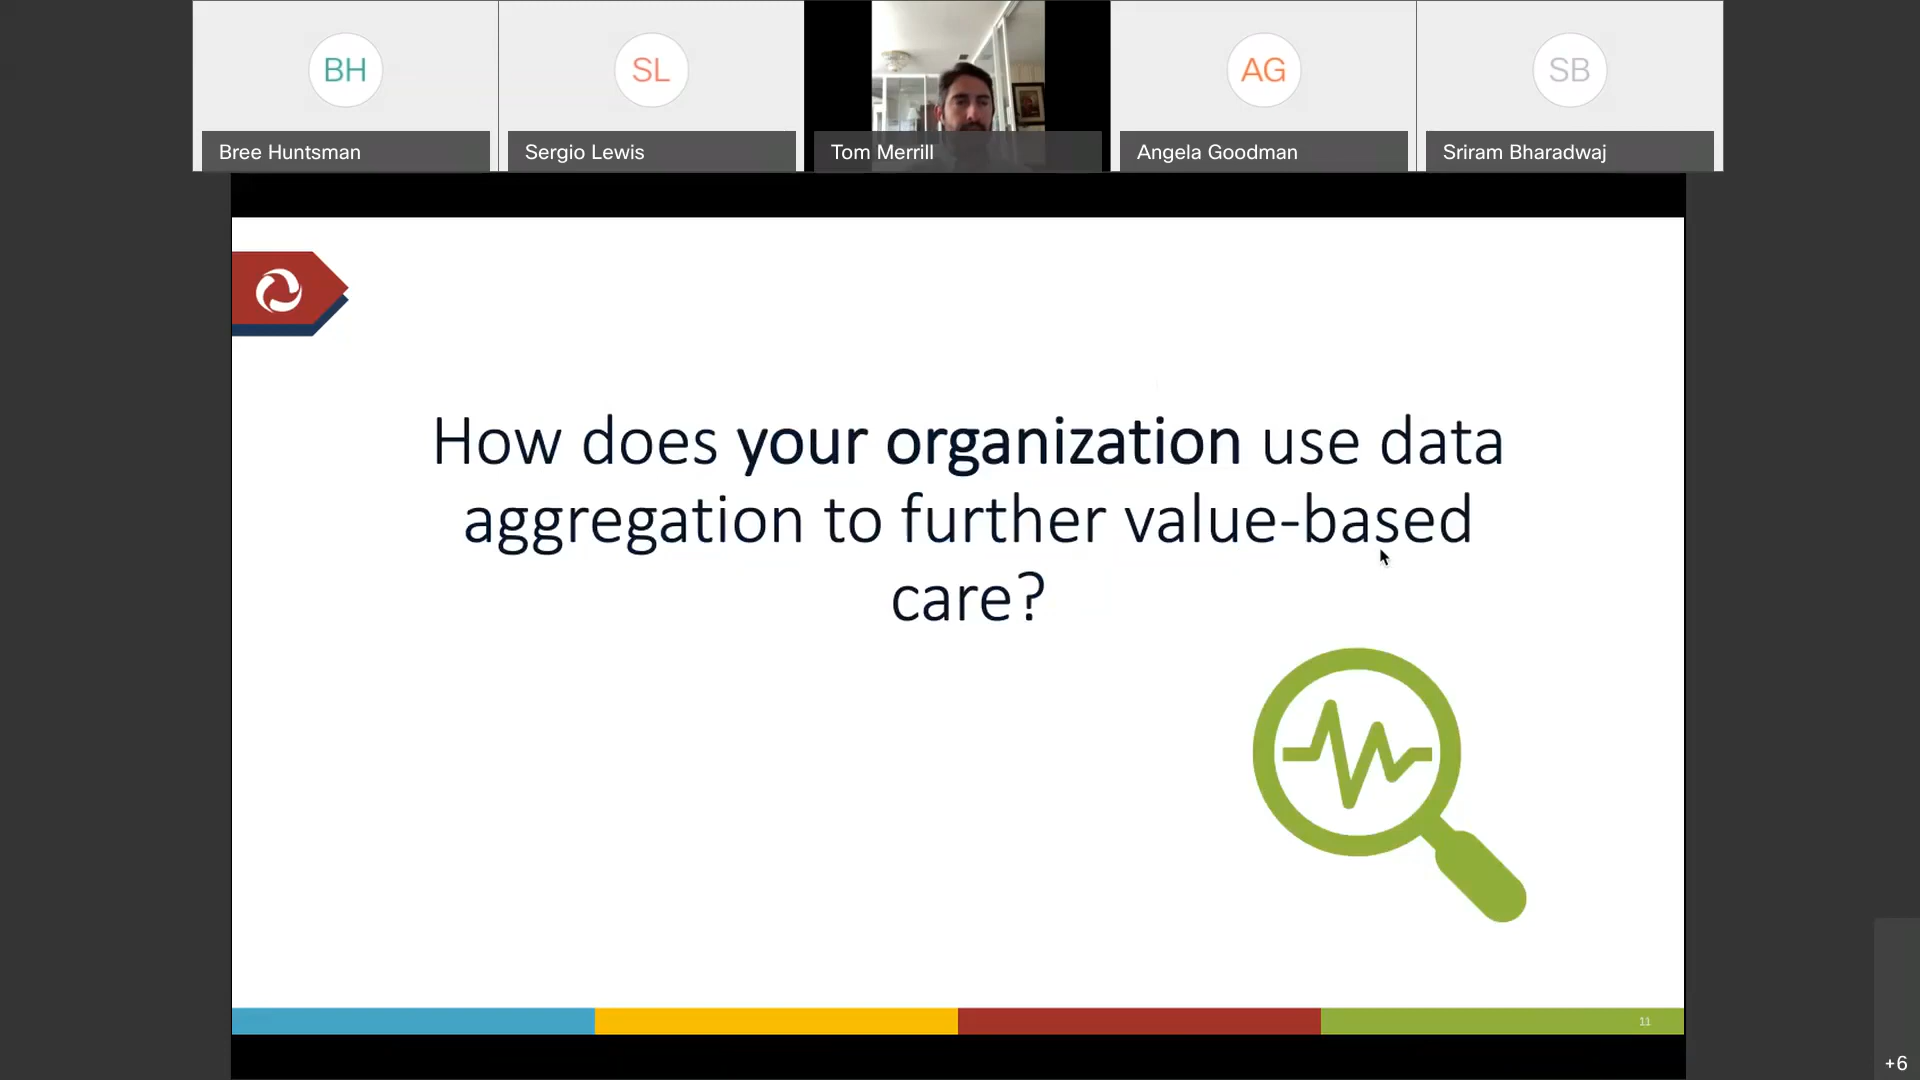 BH
SL
AG
SB
Bree Huntsman
Sergio Lewis
Tom Merrill
Angela Goodman
Sriram Bharadwaj
How does your organization use data
aggregation to further value-based
care?
11
+6